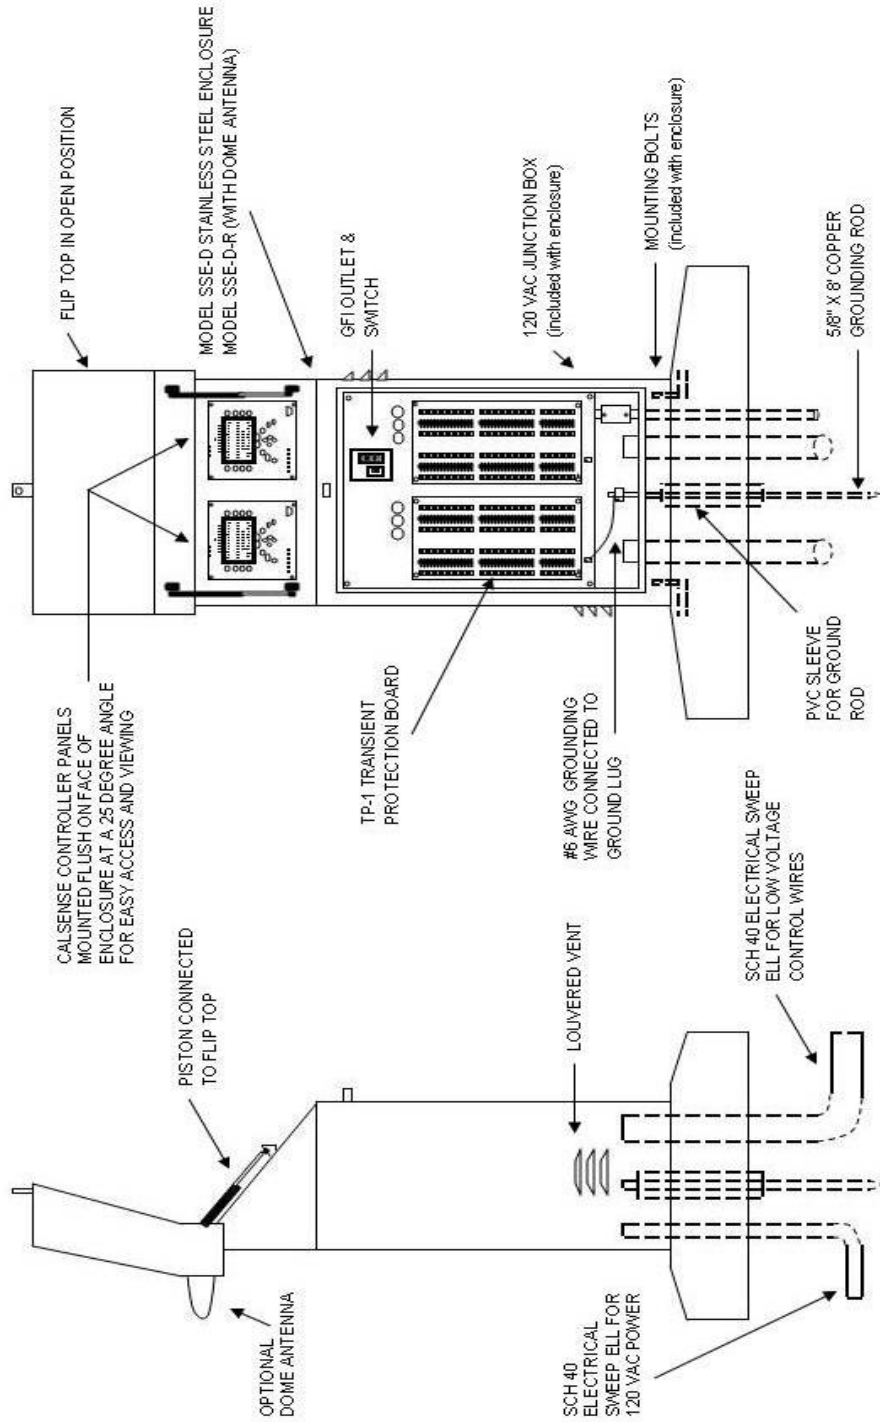 CALSENSE CONTROLLER PANELS
MOUNTED FLUSH ON FACE OF
ENCLOSURE AT A 25 DEGREE ANGLE
FOR EASY ACCESS AND VIEWING
FLIP TOP IN OPEN POSITION
PISTON CONNECTED
TO FLIP TOP
OPTIONAL
DOME ANTENNA
MODEL SSE-D STAINLESS STEEL ENCLOSURE
MODEL SSE-D-R (WITH DOME ANTENNA)
GFI OUTLET &
SWITCH
TP-1 TRANSIENT
PROTECTION BOARD
120 VAC JUNCTION BOX
(included with enclosure)
LOUVERED VENT
#6 AWG GROUNDING
WIRE CONNECTED TO
GROUND LUG
MOUNTING BOLTS
(included with enclosure)
SCH 40
ELECTRICAL
SWEEP ELL FOR
120 VAC POWER
SCH 40 ELECTRICAL SWEEP
ELL FOR LOW VOLTAGE
CONTROL WIRES
PVC SLEEVE
FOR GROUND
ROD
5/8" X 8' COPPER
GROUNDING ROD